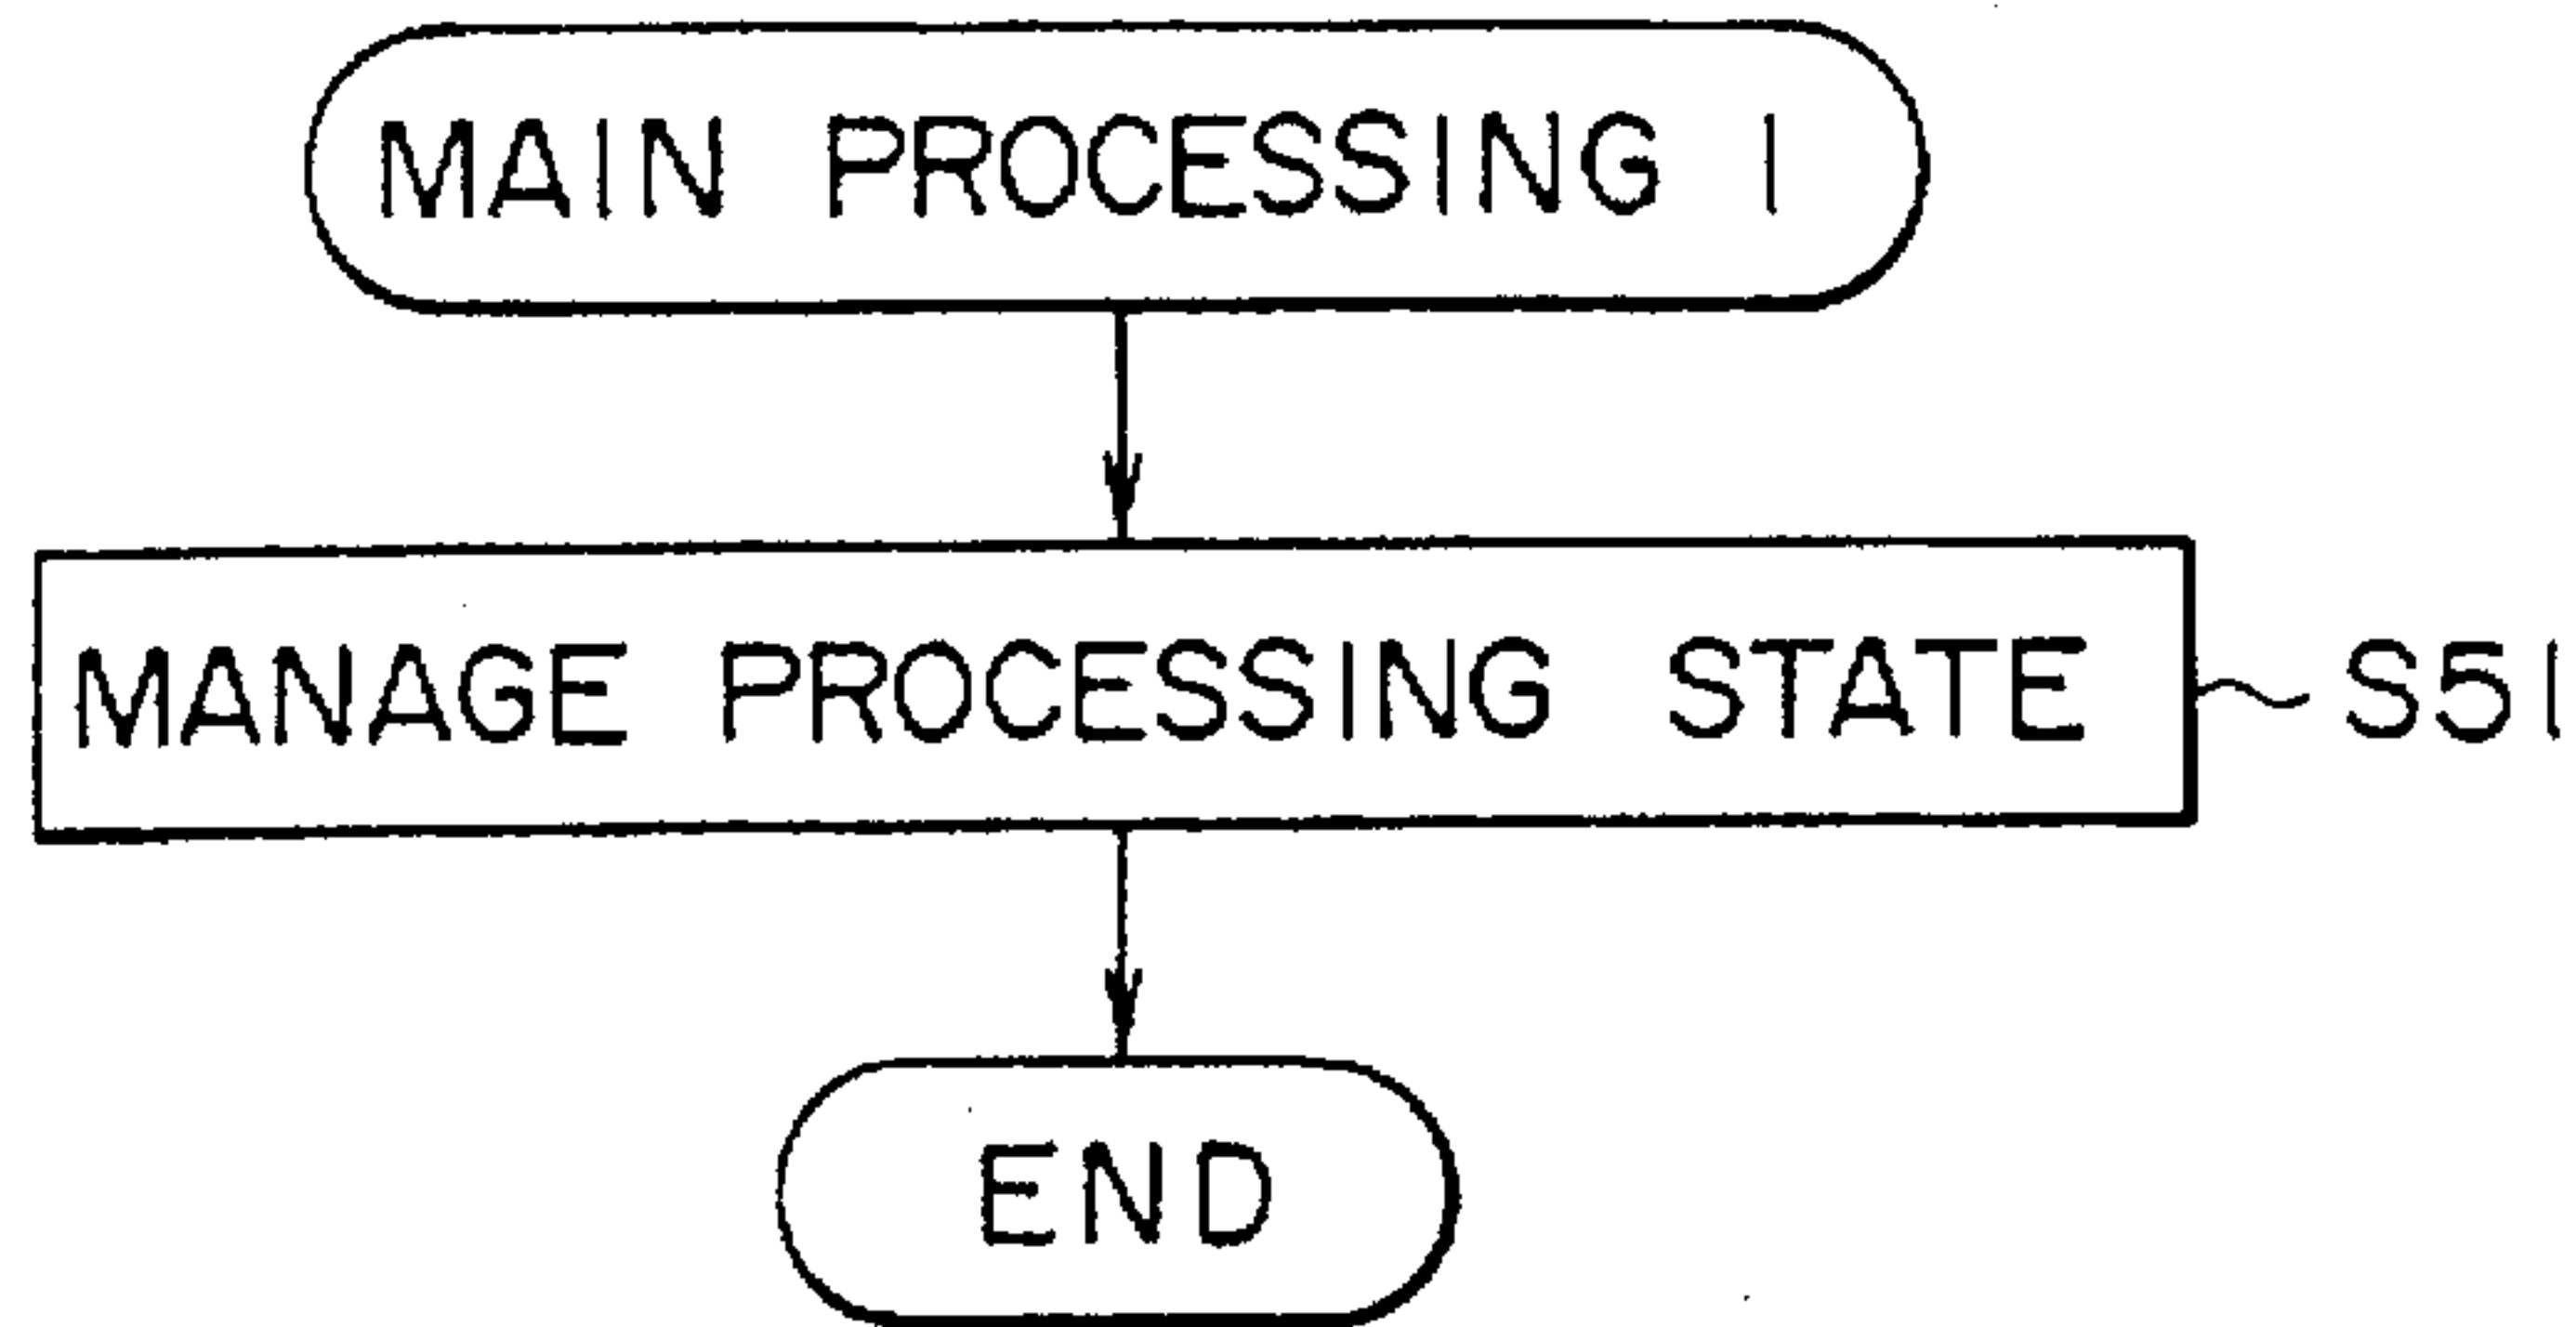 MAIN PROCESSING 1
MANAGE PROCESSING STATE
S51
END